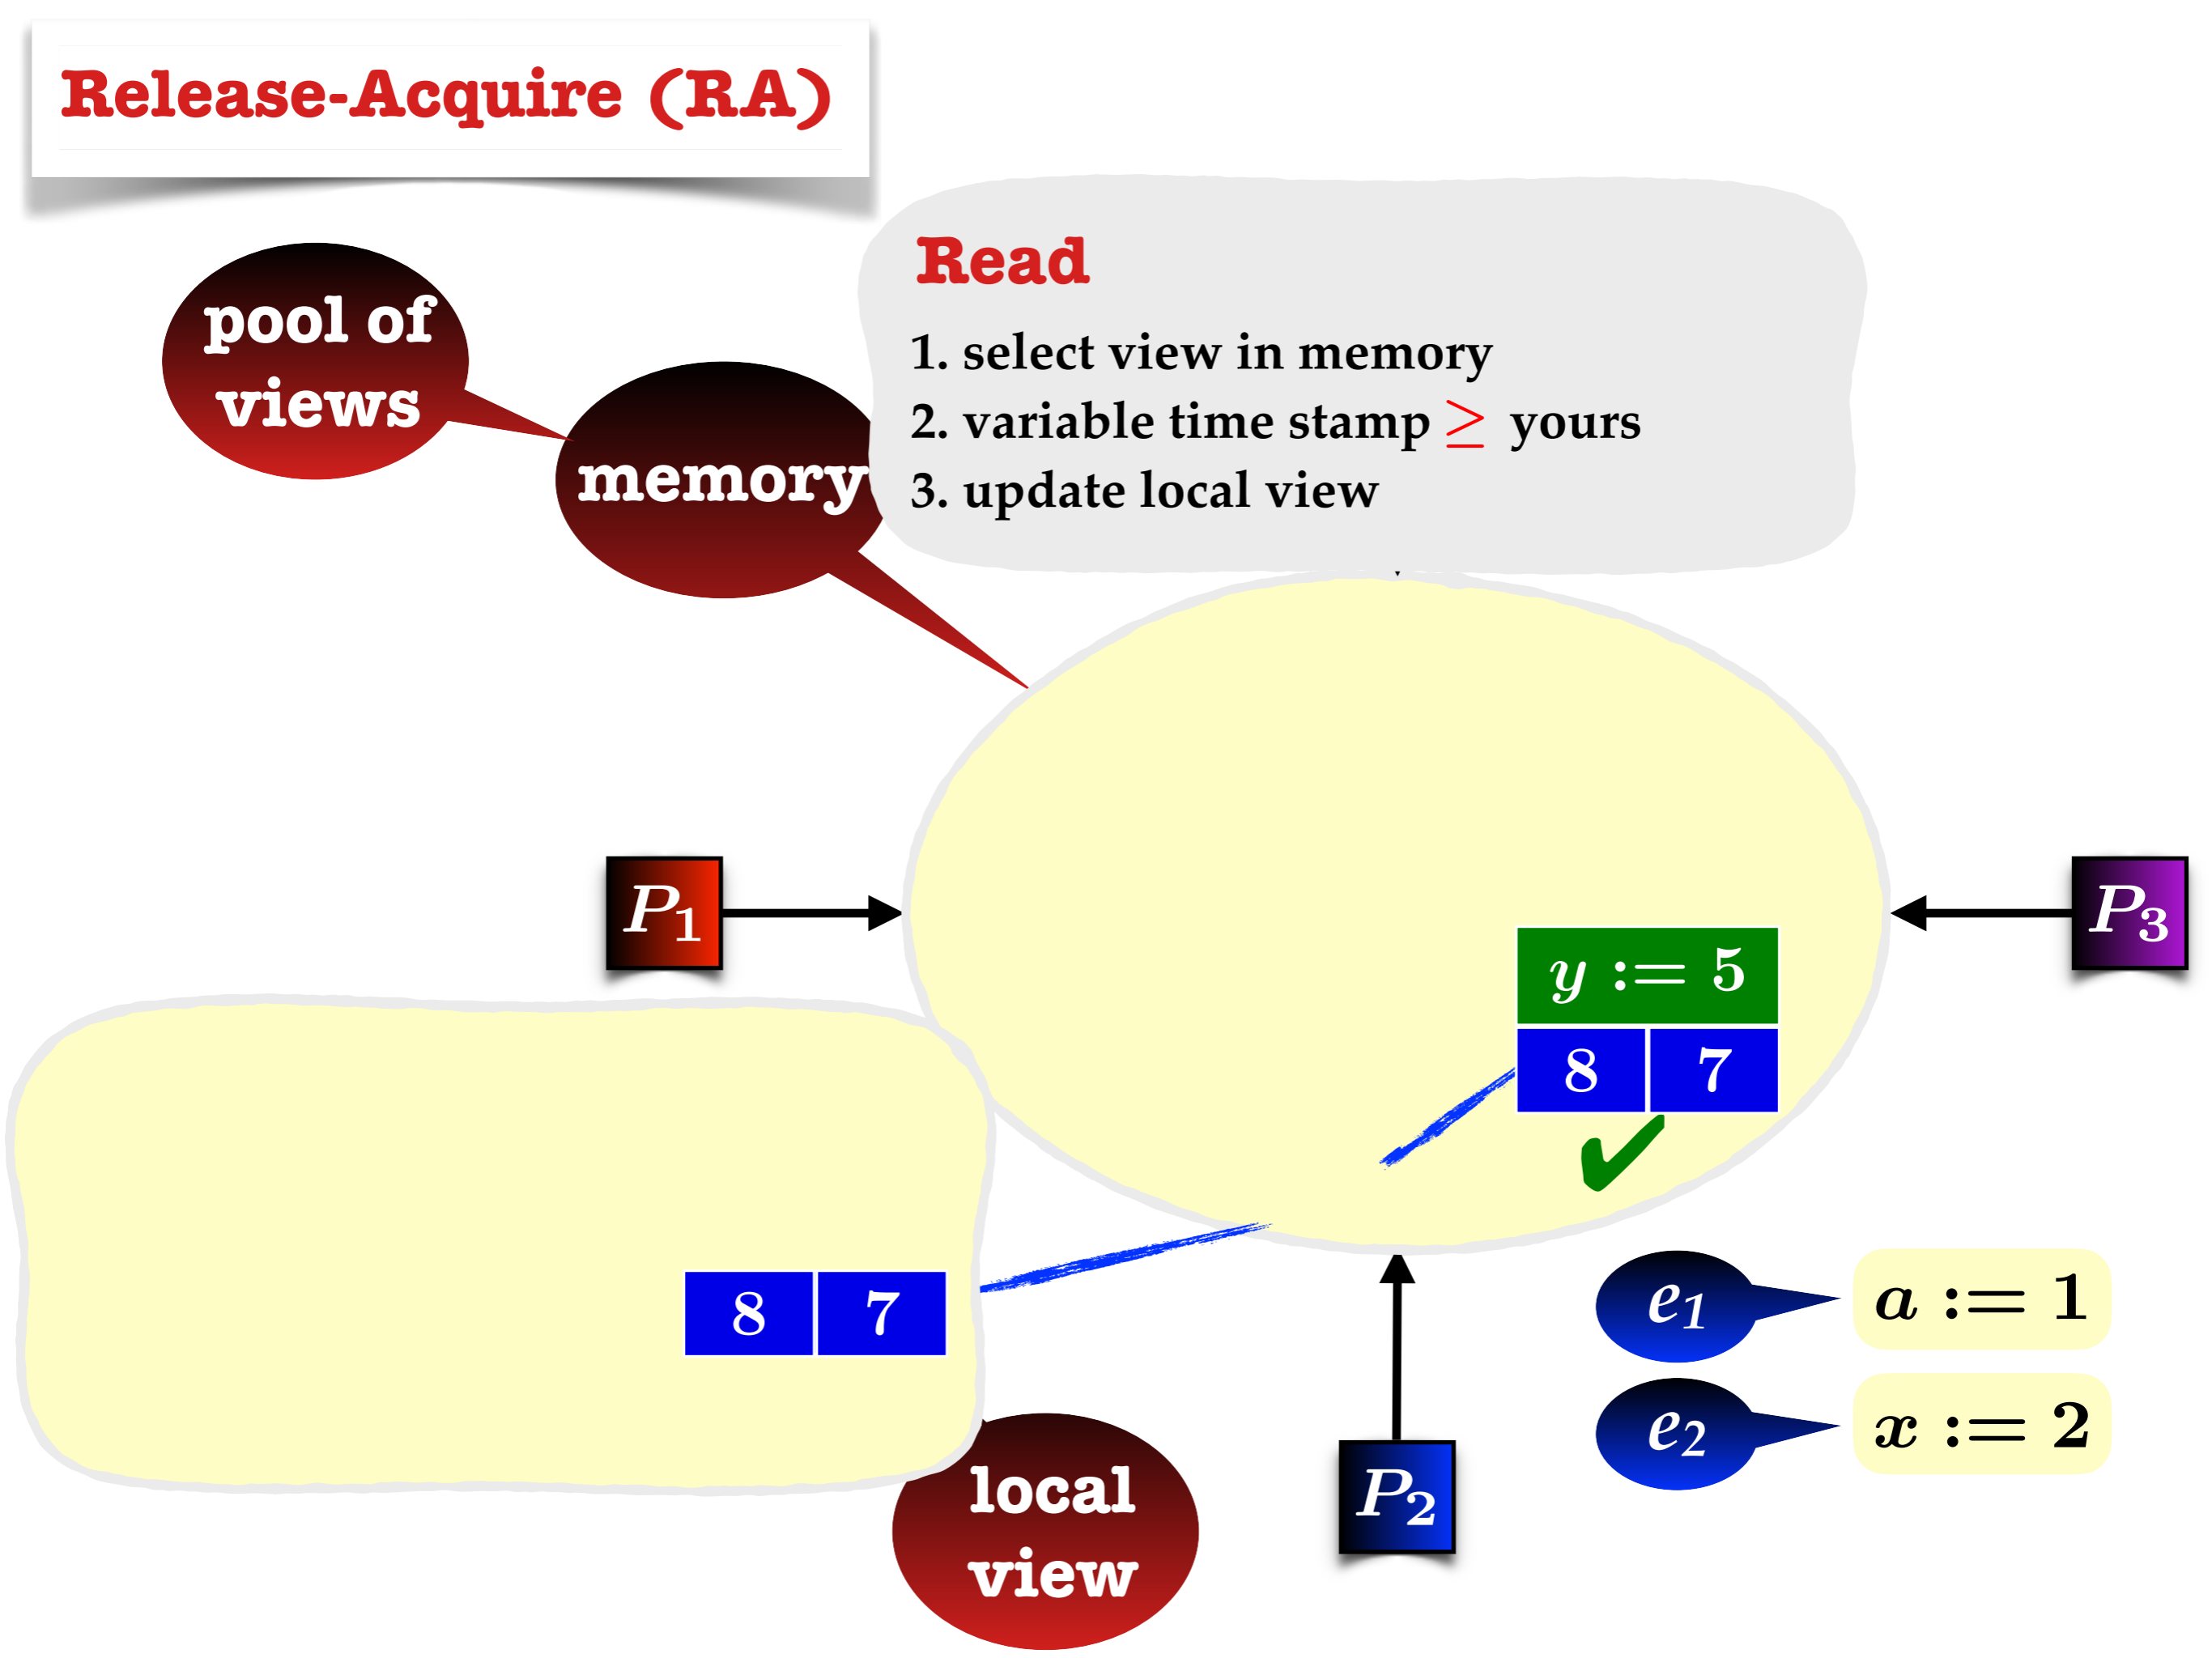 Release-Acquire (RA)
Read
1. select view in memory
2. variable time stamp ≥ yours
3. update local view
pool of
views
memory
P₁
P₃
y := 5
8 7
8 7
e₁
a := 1
e₂
x := 2
P₂
local
view